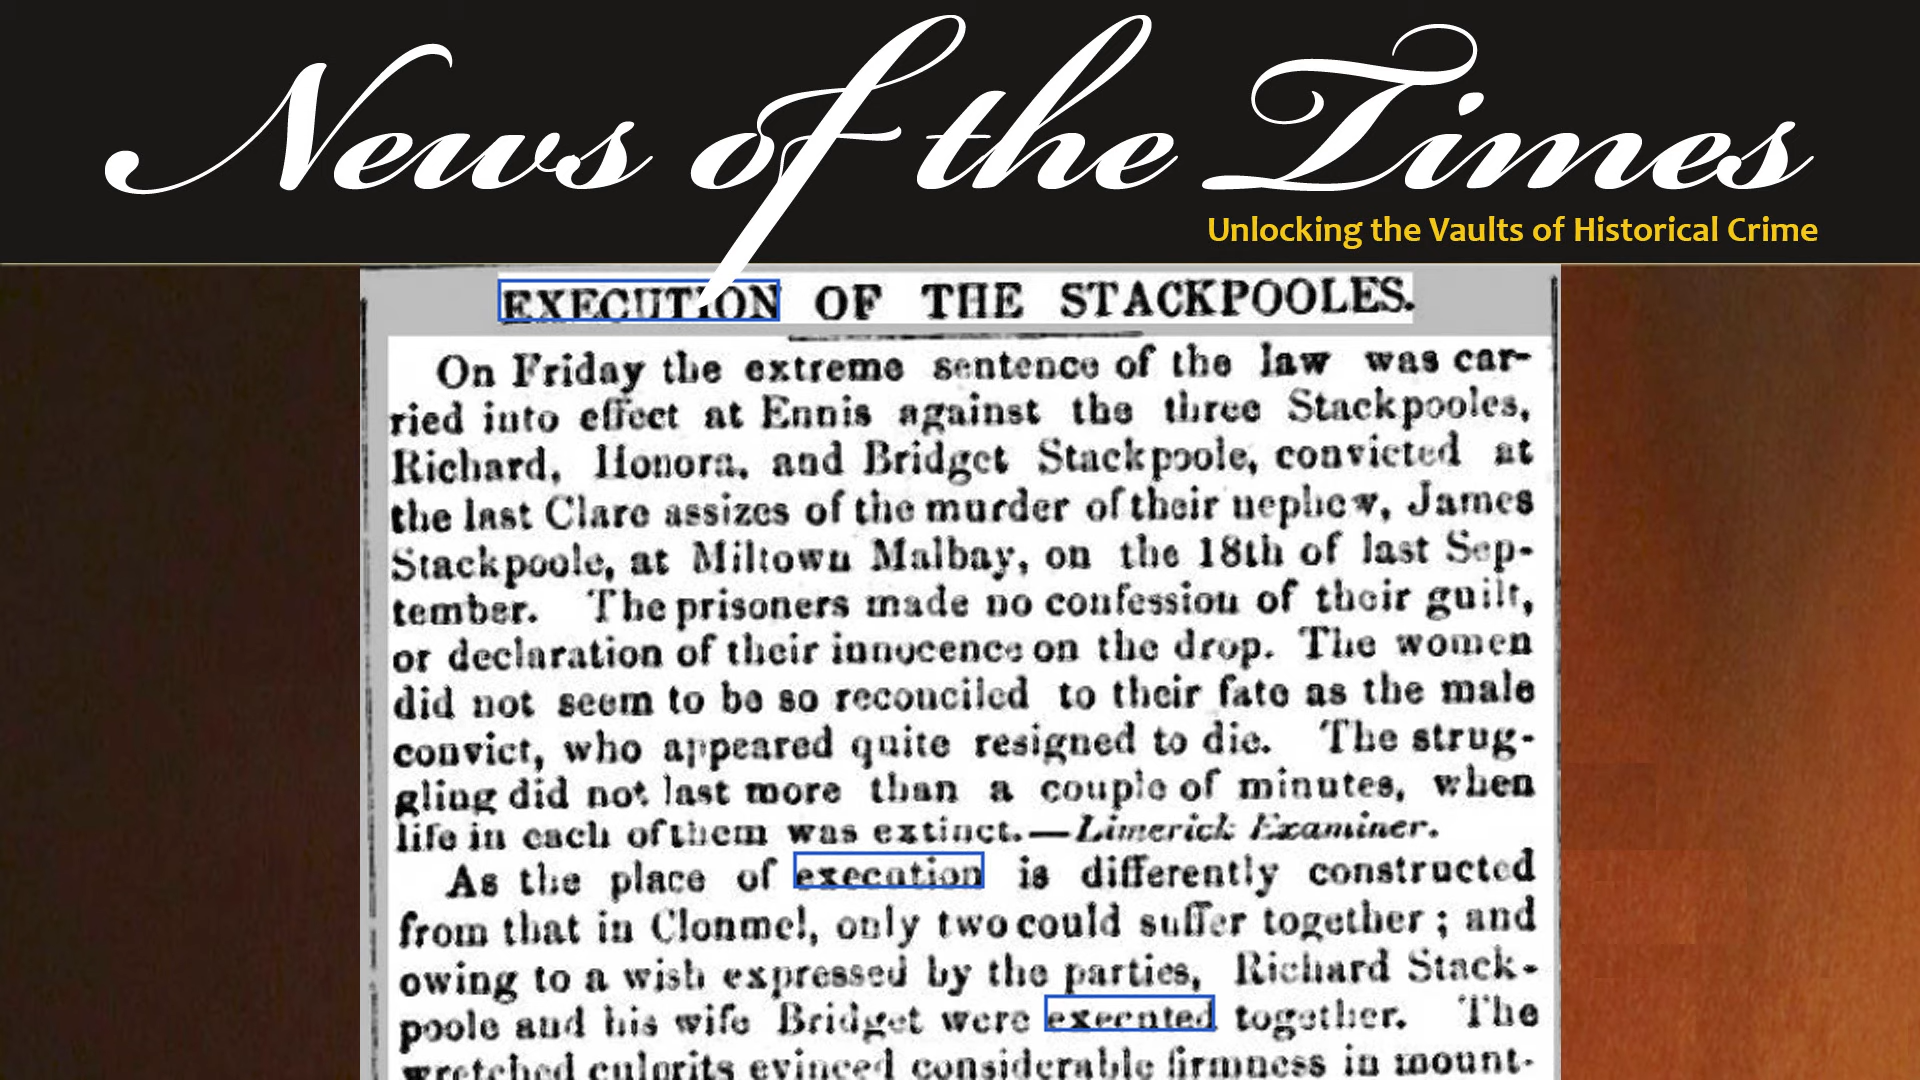 News of the Times
Unlocking the Vaults of Historical Crime
EXECUTION OF THE STACKPOOLES.
On Friday the extreme sentence of the law was car-
ried into effect at Ennis against the three Stackpooles,
Richard, Honora, and Bridget Stackpoole, convicted at
the last Clare assizes of the murder of their nephew, James
Stackpoole, at Miltown Malbay, on the 18th of last Sep-
tember. The prisoners made no confession of their guilt,
or declaration of their innocence on the drop. The women
did not seem to be so reconciled to their fate as the male
convict, who appeared quite resigned to die. The strug-
gling did not last more than a couple of minutes, when
life in each of them was extinct.—Limerick Examiner.
As the place of execution is differently constructed
from that in Clonmel, only two could suffer together; and
owing to a wish expressed by the parties, Richard Stack-
poole and his wife Bridget were executed together. The
wretched culprits evinced considerable firmness in mount-